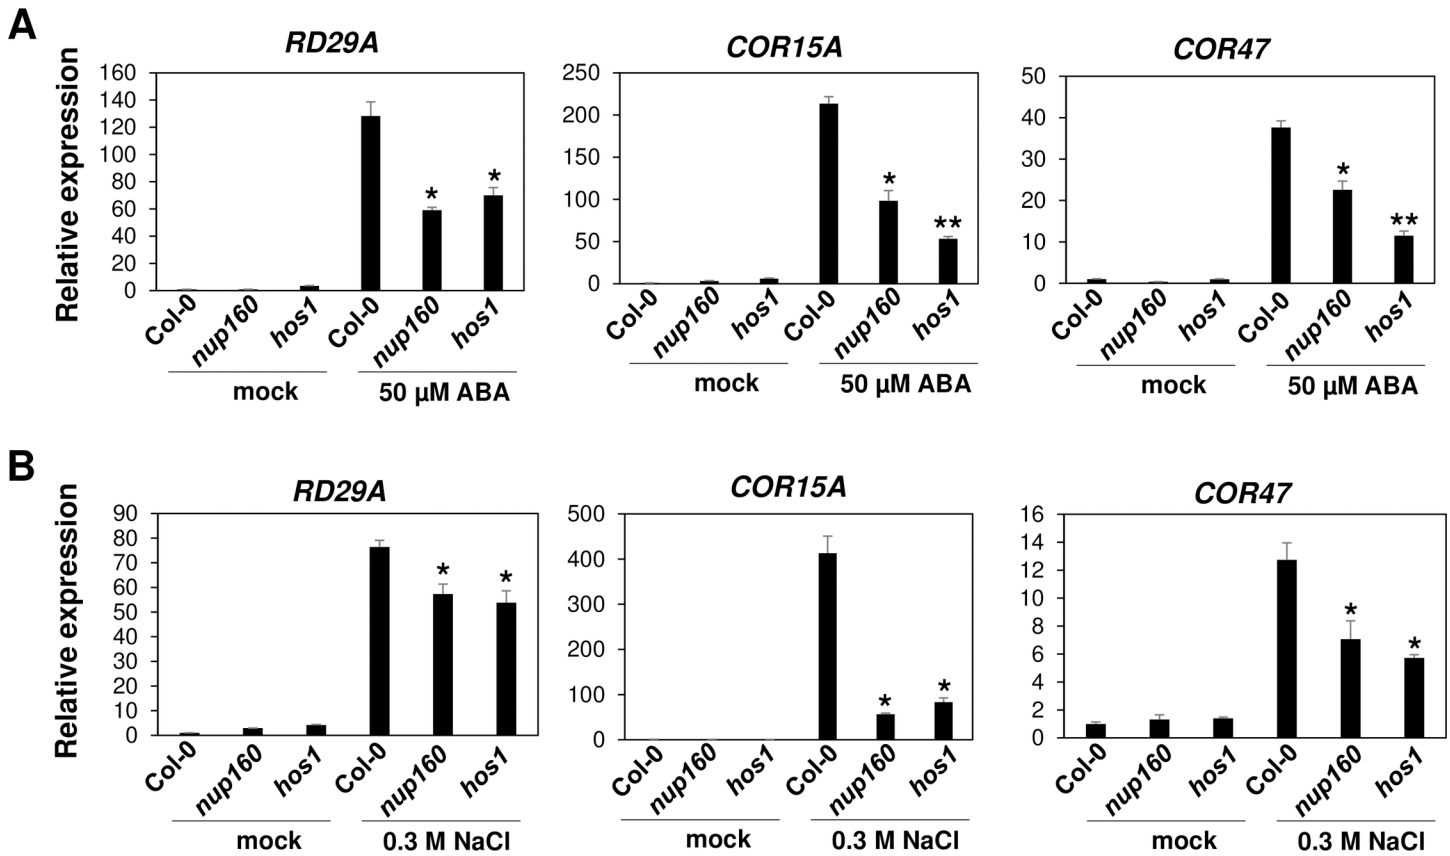 A
RD29A
COR15A
COR47
Relative expression
160
140
120
100
80
60
40
20
0
*
*
Col-0
nup160
hos1
Col-0
nup160
hos1
mock
50 µM ABA
250
200
150
100
50
0
*
**
Col-0
nup160
hos1
Col-0
nup160
hos1
mock
50 µM ABA
50
40
30
20
10
0
*
**
Col-0
nup160
hos1
Col-0
nup160
hos1
mock
50 µM ABA
B
RD29A
COR15A
COR47
Relative expression
90
80
70
60
50
40
30
20
10
0
*
*
Col-0
nup160
hos1
Col-0
nup160
hos1
mock
0.3 M NaCl
500
400
300
200
100
0
*
*
Col-0
nup160
hos1
Col-0
nup160
hos1
mock
0.3 M NaCl
16
14
12
10
8
6
4
2
0
*
*
Col-0
nup160
hos1
Col-0
nup160
hos1
mock
0.3 M NaCl